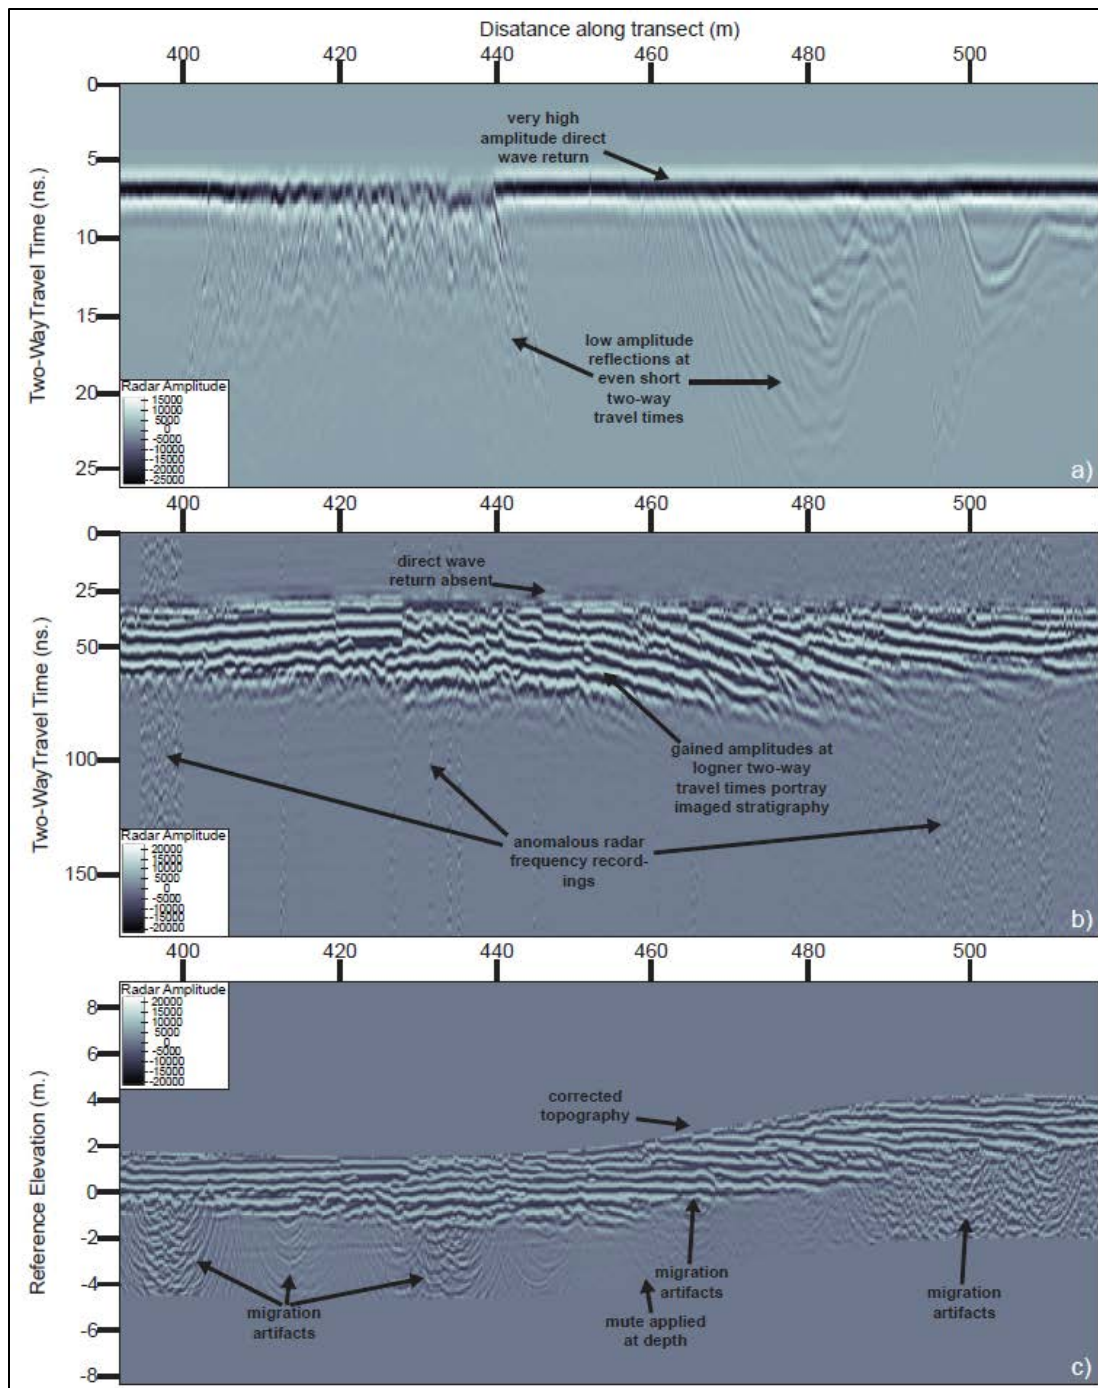 Disatance along transect (m)
400 420 440 460 480 500
Two-WayTravel Time (ns.)
0
5
10
15
20
25
very high
amplitude direct
wave return
low amplitude
reflections at
even short
two-way
travel times
Radar Amplitude
15000
10000
5000
0
-5000
-10000
-15000
-20000
-25000
a)
400 420 440 460 480 500
Two-WayTravel Time (ns.)
0
25
50
100
150
direct wave
return absent
gained amplitudes at
logner two-way
travel times portray
imaged stratigraphy
anomalous radar
frequency record-
ings
Radar Amplitude
20000
15000
10000
5000
0
-5000
-10000
-15000
-20000
b)
400 420 440 460 480 500
Reference Elevation (m.)
8
6
4
2
0
-2
-4
-6
-8
Radar Amplitude
20000
15000
10000
5000
0
-5000
-10000
-15000
-20000
corrected
topography
migration
artifacts
migration
artifacts
mute applied
at depth
migration
artifacts
c)